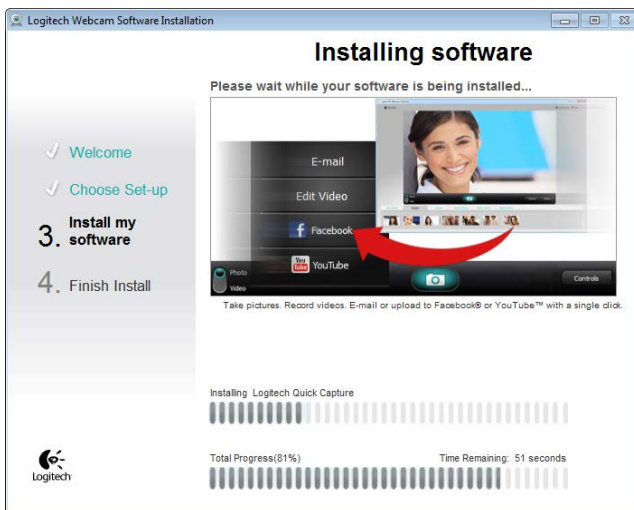 Logitech Webcam Software Installation
Installing software
Please wait while your software is being installed...
Welcome
Choose Set-up
3. Install my
software
4. Finish Install
E-mail
Edit Video
Facebook
YouTube
Photo
Video
Controls
Take pictures. Record videos. E-mail or upload to Facebook® or YouTube™ with a single click.
Installing Logitech Quick Capture
Total Progress(81%) Time Remaining: 51 seconds
Logitech